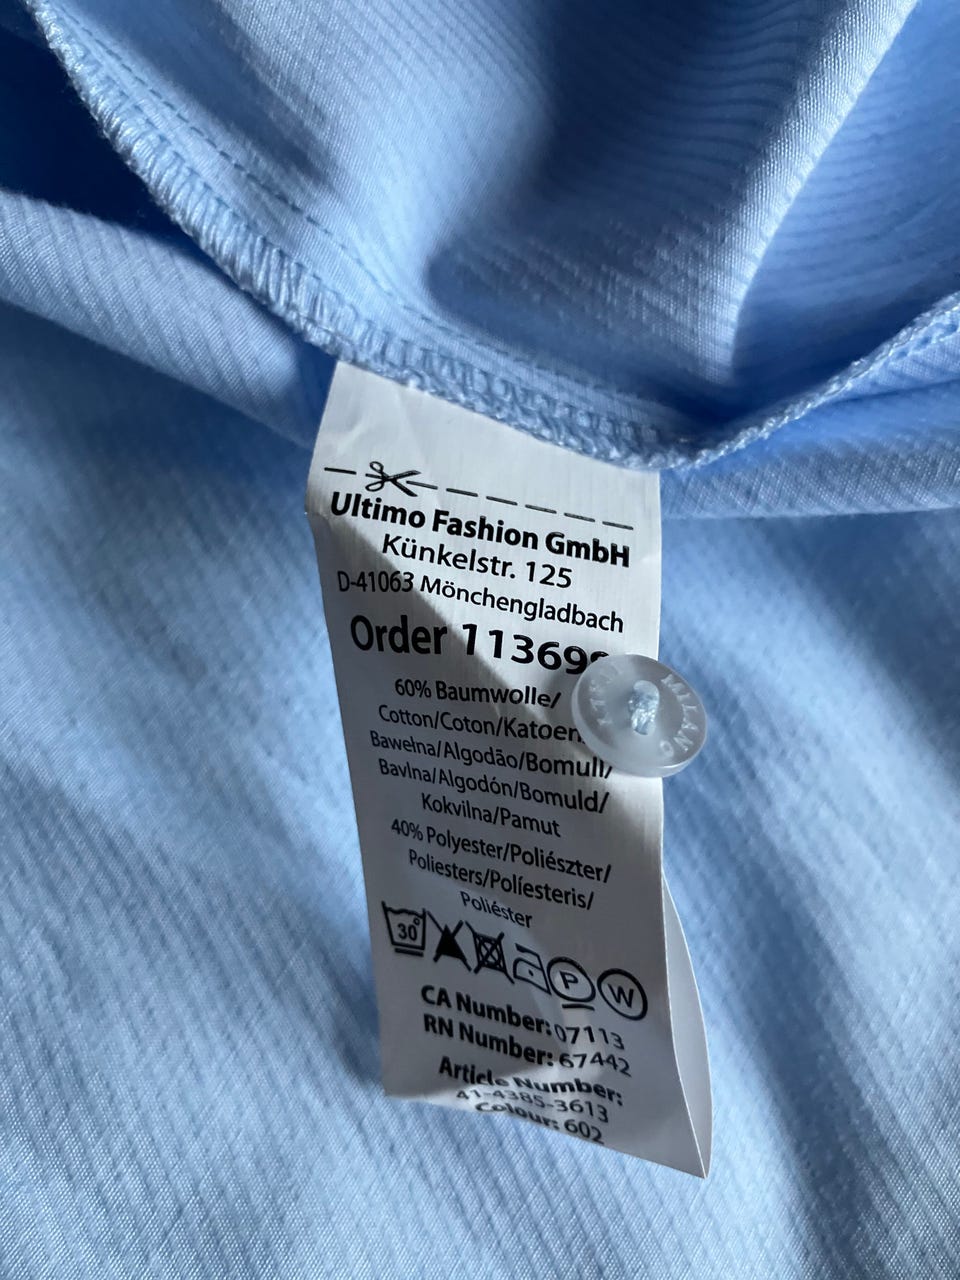 Ultimo Fashion GmbH
Künkelstr. 125
D-41063 Mönchengladbach
Order
60% Baumwolle/
Cotton/Coton/Katoen
Bawełna/Algodão/Bomull/
Bavlna/Algodón/Bomuld/
Kokvilna/Pamut
40% Polyester/Poliészter/
Poliesters/Políesteris/
Poliéster
30°
P
W
CA Number: 07113
RN Number: 67442
Article Number:
41-4385-3613
Colour: 602